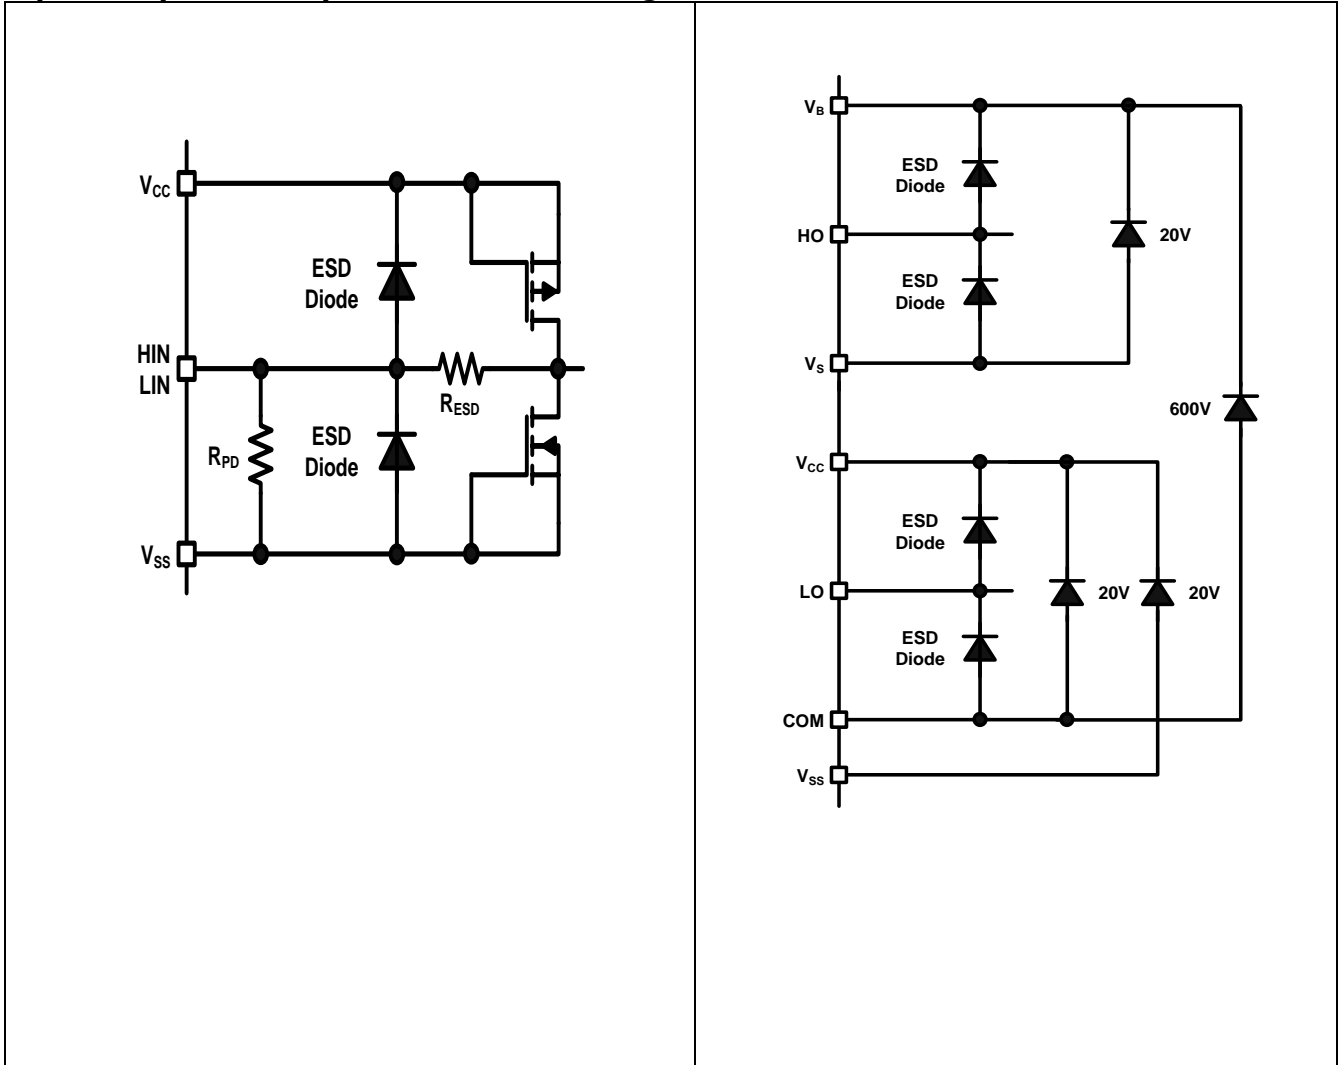 V_CC
ESD
Diode
HIN
LIN
R_ESD
R_PD
ESD
Diode
V_SS
V_B
ESD
Diode
HO
20V
ESD
Diode
V_S
600V
V_CC
ESD
Diode
LO
20V
20V
ESD
Diode
COM
V_SS